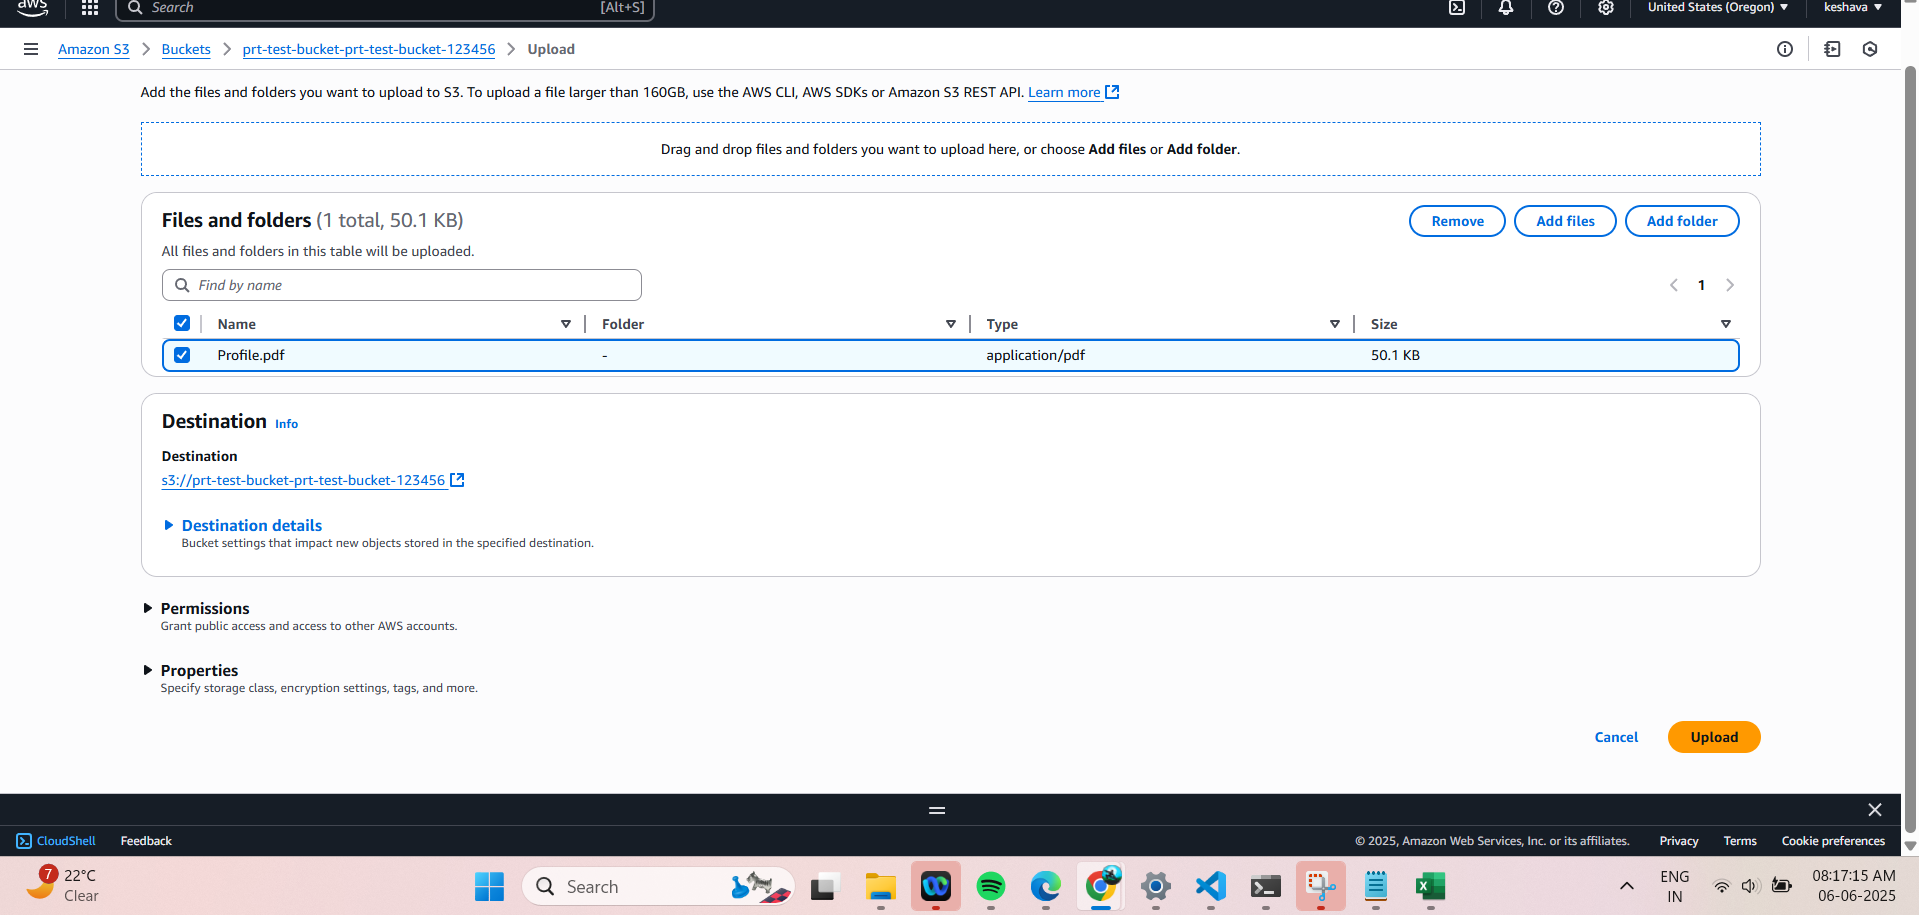 aws
Search [Alt+S] United States (Oregon) keshava
Amazon S3 Buckets prt-test-bucket-prt-test-bucket-123456 Upload
Add the files and folders you want to upload to S3. To upload a file larger than 160GB, use the AWS CLI, AWS SDKs or Amazon S3 REST API. Learn more
Drag and drop files and folders you want to upload here, or choose Add files or Add folder.
Files and folders (1 total, 50.1 KB) Remove Add files Add folder
All files and folders in this table will be uploaded.
Find by name 1
Name Folder Type Size
Profile.pdf - application/pdf 50.1 KB
Destination Info
Destination
s3://prt-test-bucket-prt-test-bucket-123456
Destination details
Bucket settings that impact new objects stored in the specified destination.
Permissions
Grant public access and access to other AWS accounts.
Properties
Specify storage class, encryption settings, tags, and more.
Cancel Upload
CloudShell Feedback © 2025, Amazon Web Services, Inc. or its affiliates. Privacy Terms Cookie preferences
7 22°C
Clear
Search
ENG
IN
08:17:15 AM
06-06-2025